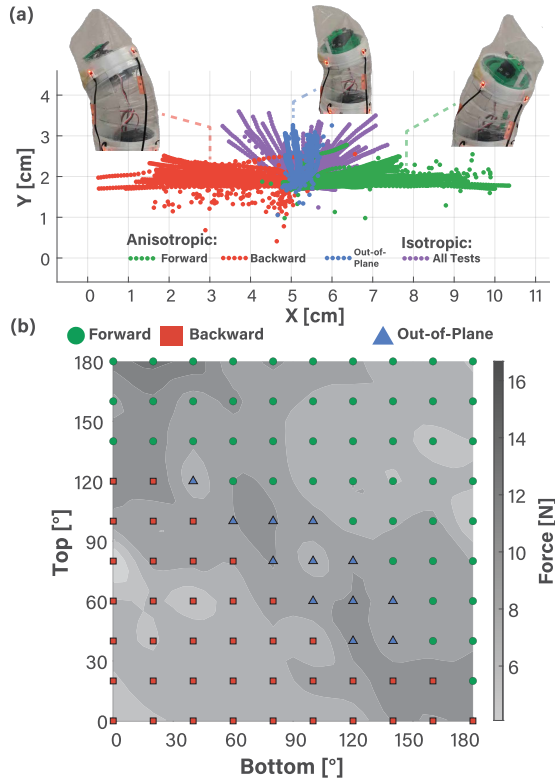 (a)
4
3
2
1
0
Y [cm]
Anisotropic:
Isotropic:
Forward
Backward
Out-of-
Plane
All Tests
0 1 2 3 4 5 6 7 8 9 10 11
X [cm]
(b)
Forward
Backward
Out-of-Plane
180
150
120
90
60
30
0
Top [°]
0 30 60 90 120 150 180
Bottom [°]
16
14
12
10
8
6
Force [N]